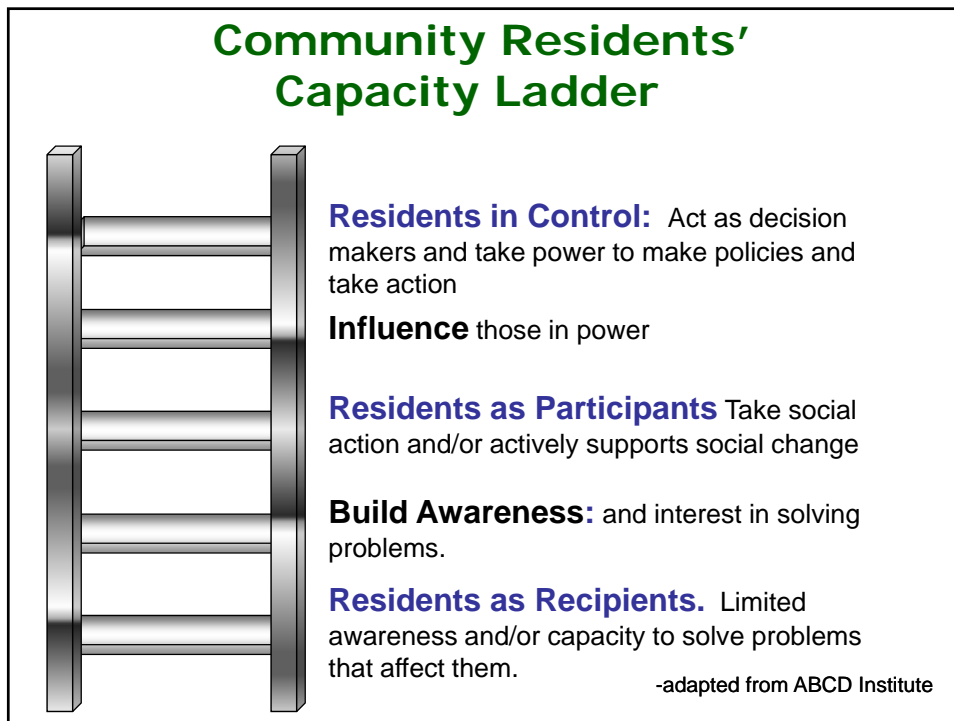 Community Residents’
Capacity Ladder
Residents in Control: Act as decision
makers and take power to make policies and
take action
Influence those in power
Residents as Participants Take social
action and/or actively supports social change
Build Awareness: and interest in solving
problems.
Residents as Recipients. Limited
awareness and/or capacity to solve problems
that affect them.
-adapted from ABCD Institute